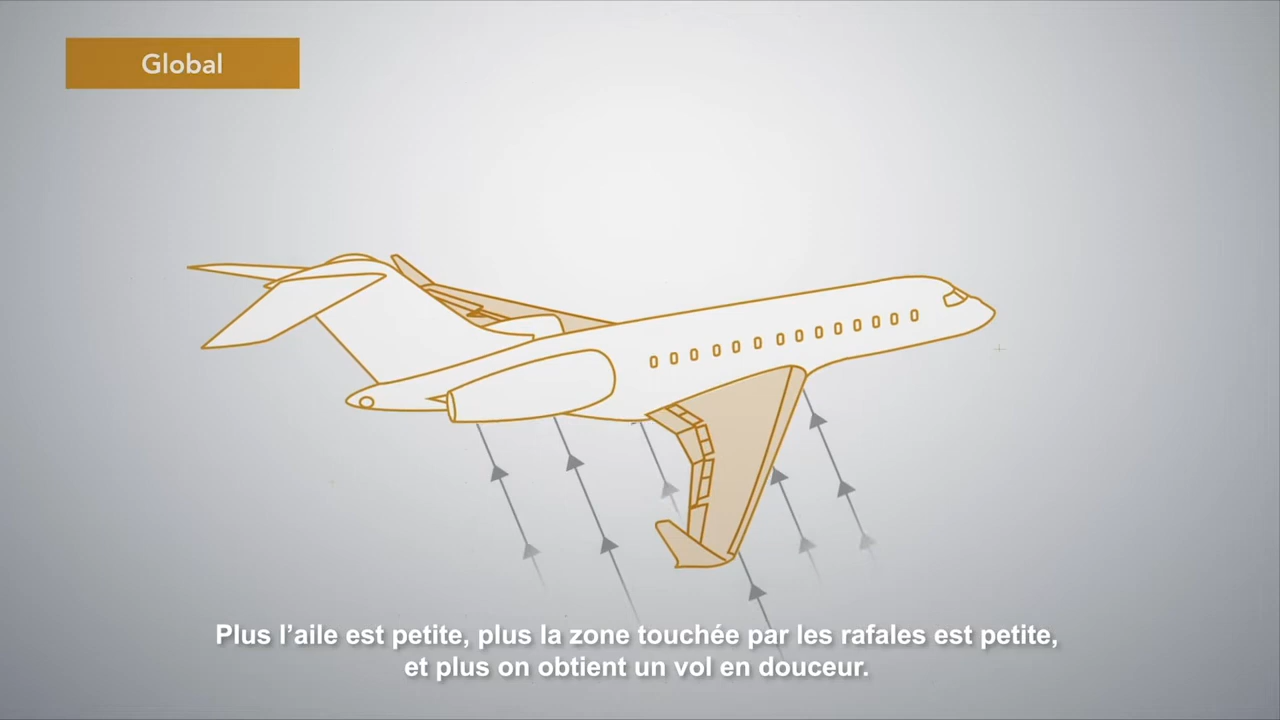 Global
Plus l’aile est petite, plus la zone touchée par les rafales est petite,
et plus on obtient un vol en douceur.